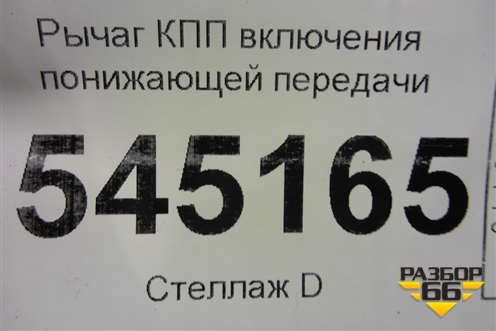 Рычаг КПП включения
понижающей передачи
545165
Стеллаж D
РАЗБОР
66